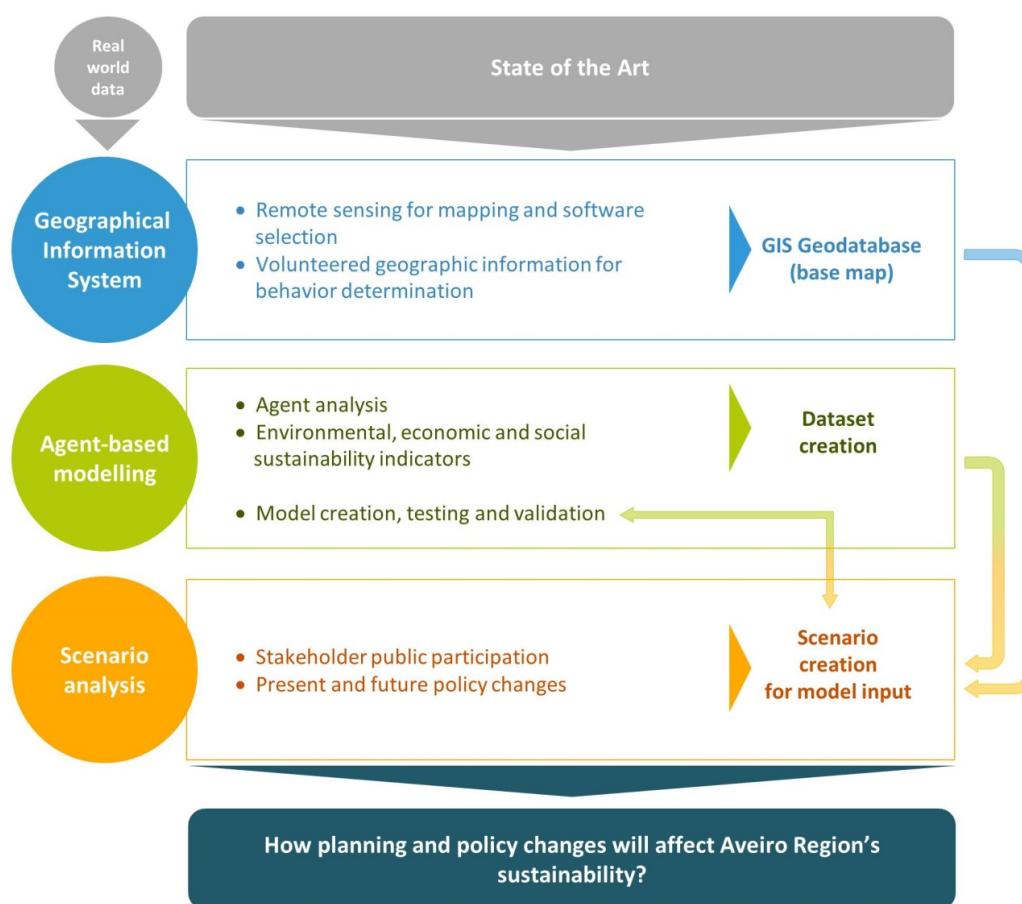 Real
world
data
State of the Art
Geographical
Information
System
• Remote sensing for mapping and software
selection
• Volunteered geographic information for
behavior determination
GIS Geodatabase
(base map)
Agent-based
modelling
• Agent analysis
• Environmental, economic and social
sustainability indicators
• Model creation, testing and validation
Dataset
creation
Scenario
analysis
• Stakeholder public participation
• Present and future policy changes
Scenario
creation
for model input
How planning and policy changes will affect Aveiro Region's
sustainability?